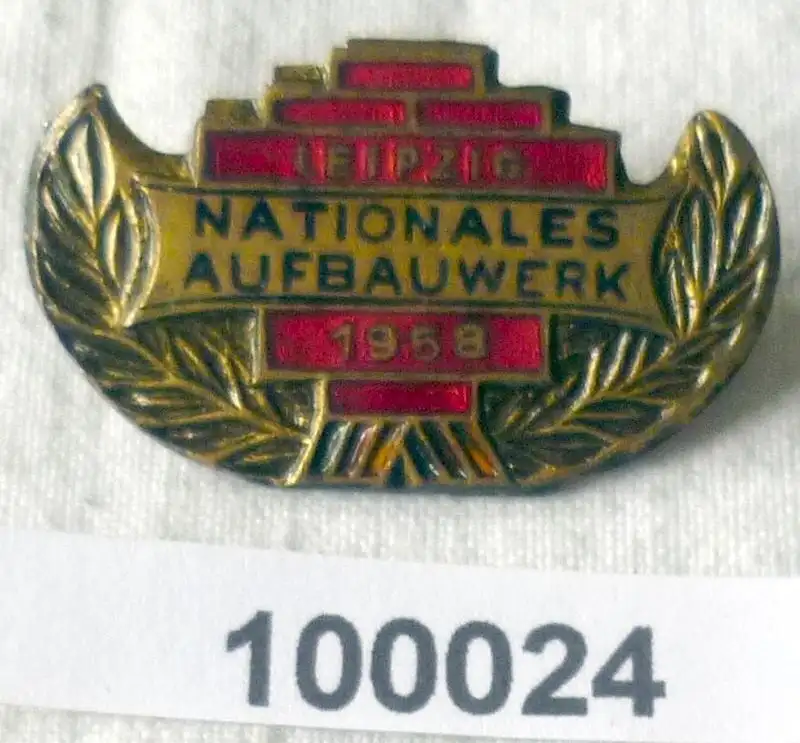 LEIPZIG
NATIONALES
AUFBAUWERK
1958
100024